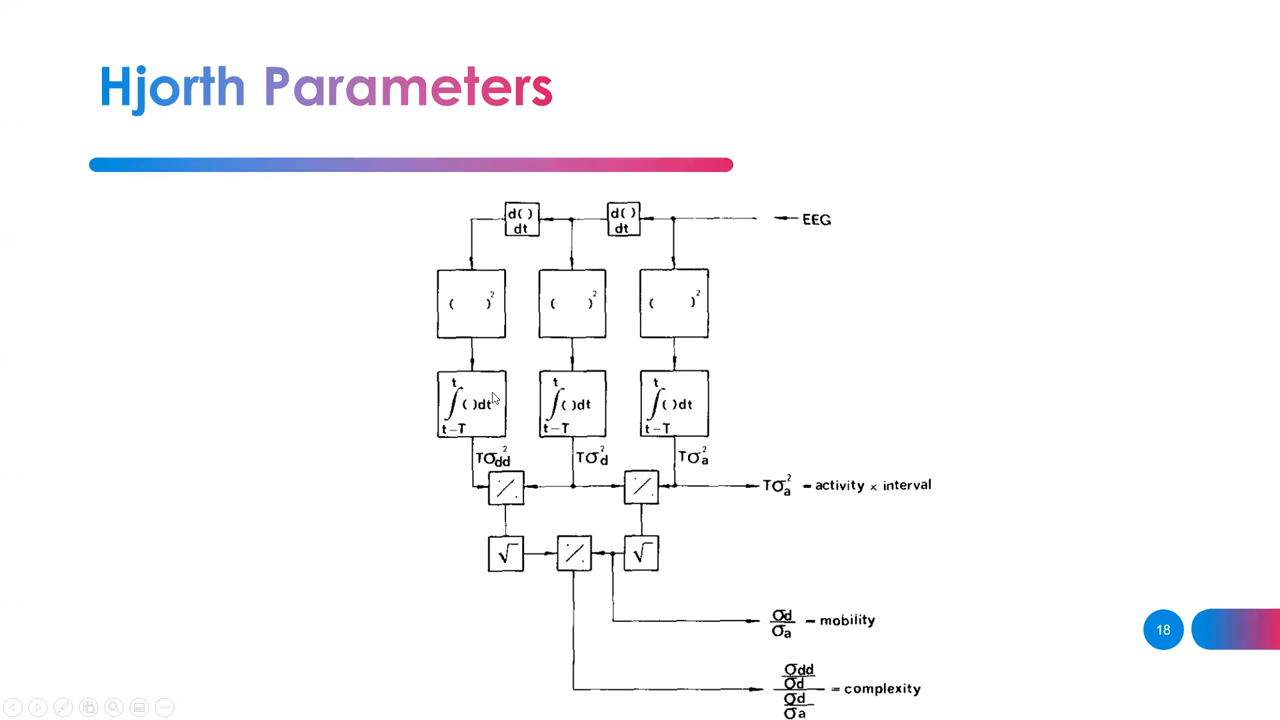 Hjorth Parameters
d( ) d( )
dt dt
EEG
( )² ( )² ( )²
t t t
∫( )dt ∫( )dt ∫( )dt
t–T t–T t–T
Tσ²dd Tσ²d Tσ²a
Tσ²a = activity × interval
√ √
σd
σa
= mobility
σdd
σd
= complexity
σd
σa
18